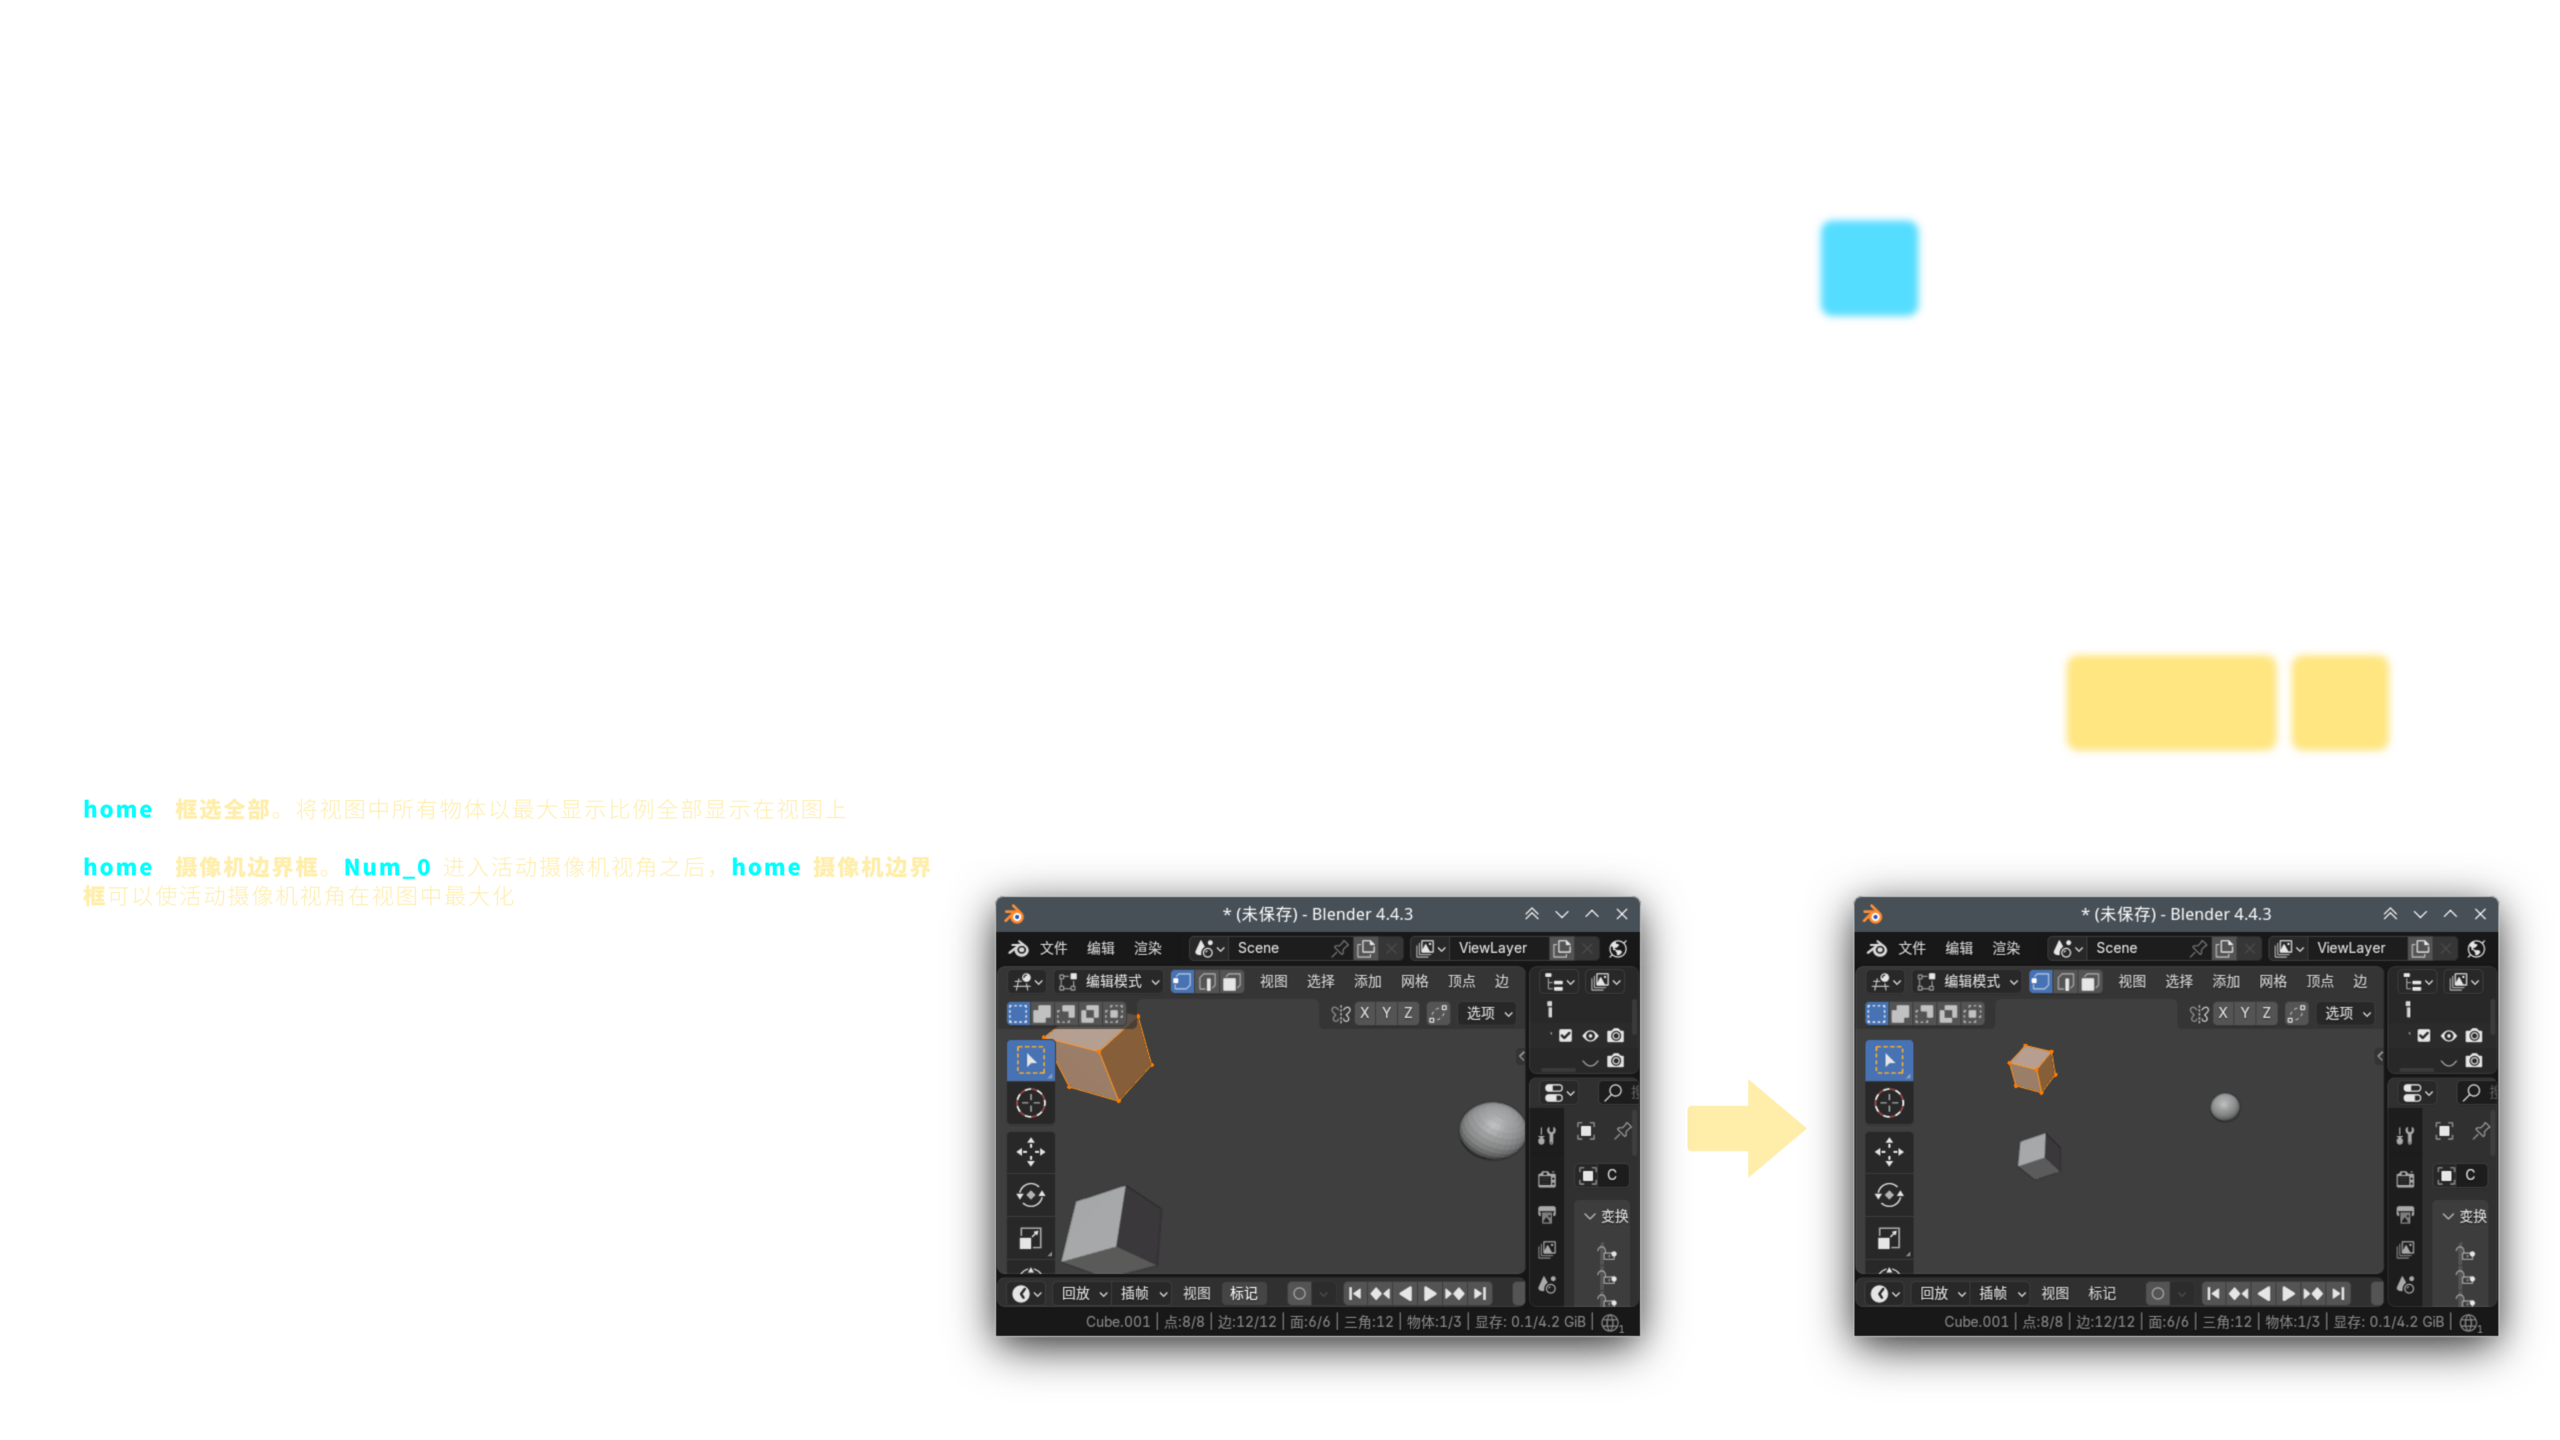 home 框选全部。将视图中所有物体以最大显示比例全部显示在视图上
home 摄像机边界框。Num_0 进入活动摄像机视角之后，home 摄像机边界
框可以使活动摄像机视角在视图中最大化
* (未保存) - Blender 4.4.3
文件 编辑 渲染 Scene ViewLayer
编辑模式 视图 选择 添加 网格 顶点 边
X Y Z 选项
C
变换
回放 插帧 视图 标记
Cube.001 | 点:8/8 | 边:12/12 | 面:6/6 | 三角:12 | 物体:1/3 | 显存: 0.1/4.2 GiB | 1
* (未保存) - Blender 4.4.3
文件 编辑 渲染 Scene ViewLayer
编辑模式 视图 选择 添加 网格 顶点 边
X Y Z 选项
C
变换
回放 插帧 视图 标记
Cube.001 | 点:8/8 | 边:12/12 | 面:6/6 | 三角:12 | 物体:1/3 | 显存: 0.1/4.2 GiB | 1